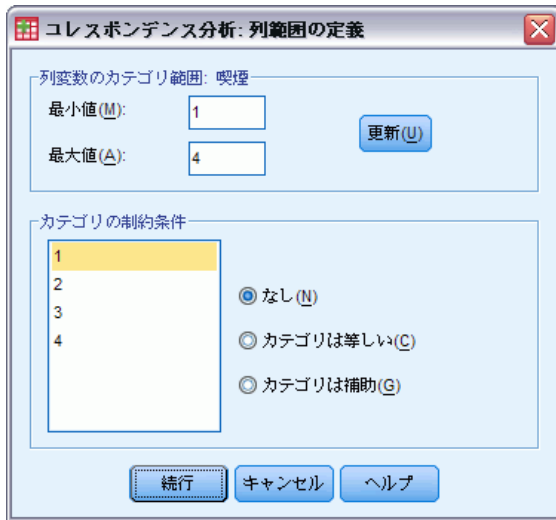 コレスポンデンス分析: 列範囲の定義
列変数のカテゴリ範囲: 喫煙
最小値(M): 1
更新(U)
最大値(A): 4
カテゴリの制約条件
1
2
3
4
なし(N)
カテゴリは等しい(C)
カテゴリは補助(G)
続行 キャンセル ヘルプ